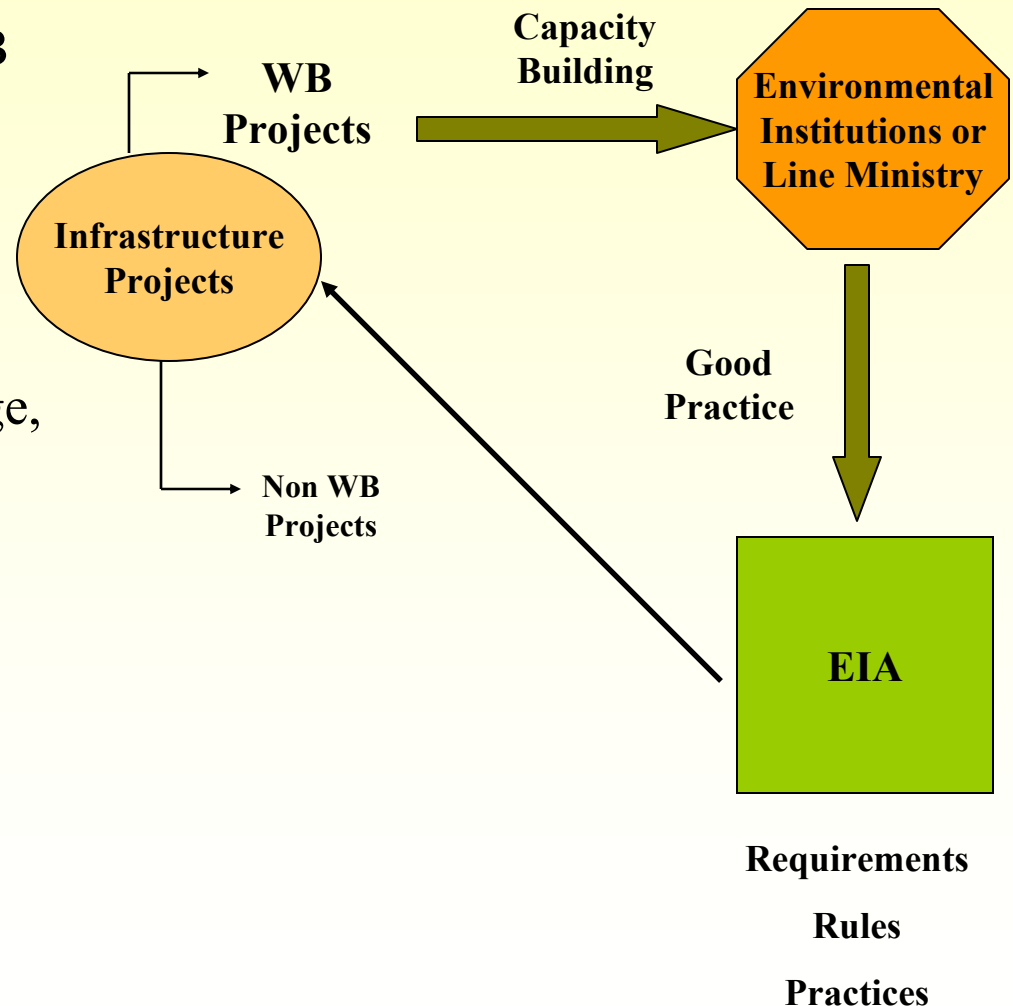 B
Capacity
Building
WB
Projects
Environmental
Institutions or
Line Ministry
Infrastructure
Projects
Good
Practice
ge,
Non WB
Projects
EIA
Requirements
Rules
Practices